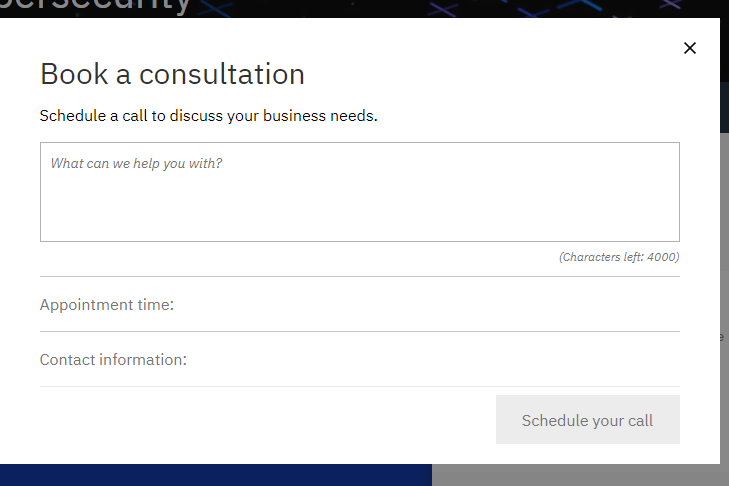 Book a consultation
Schedule a call to discuss your business needs.
What can we help you with?
(Characters left: 4000)
Appointment time:
Contact information:
Schedule your call